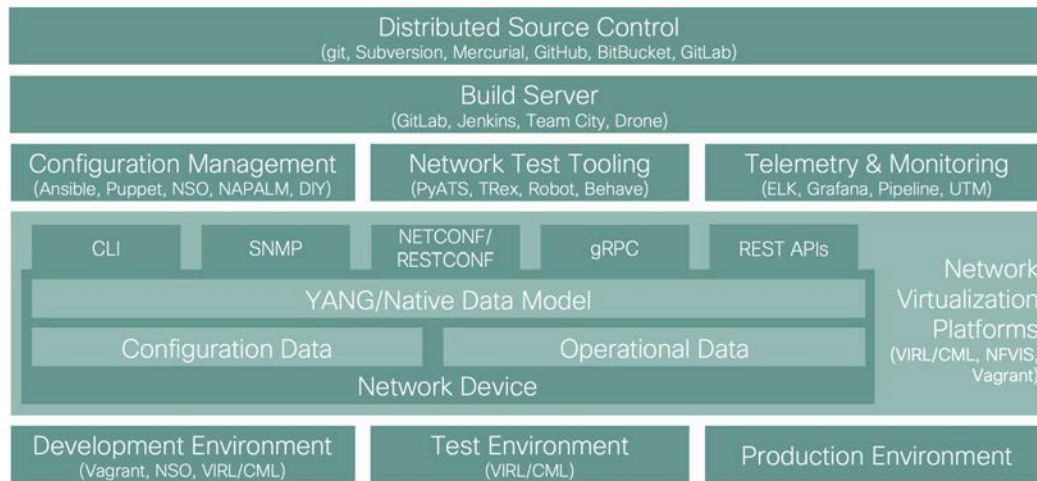 Distributed Source Control
(git, Subversion, Mercurial, GitHub, BitBucket, GitLab)
Build Server
(GitLab, Jenkins, Team City, Drone)
Configuration Management
(Ansible, Puppet, NSO, NAPALM, DIY)
Network Test Tooling
(PyATS, TRex, Robot, Behave)
Telemetry & Monitoring
(ELK, Grafana, Pipeline, UTM)
CLI
SNMP
NETCONF/
RESTCONF
gRPC
REST APIs
YANG/Native Data Model
Configuration Data
Operational Data
Network Device
Network
Virtualization
Platforms
(VIRL/CML, NFVIS,
Vagrant)
Development Environment
(Vagrant, NSO, VIRL/CML)
Test Environment
(VIRL/CML)
Production Environment